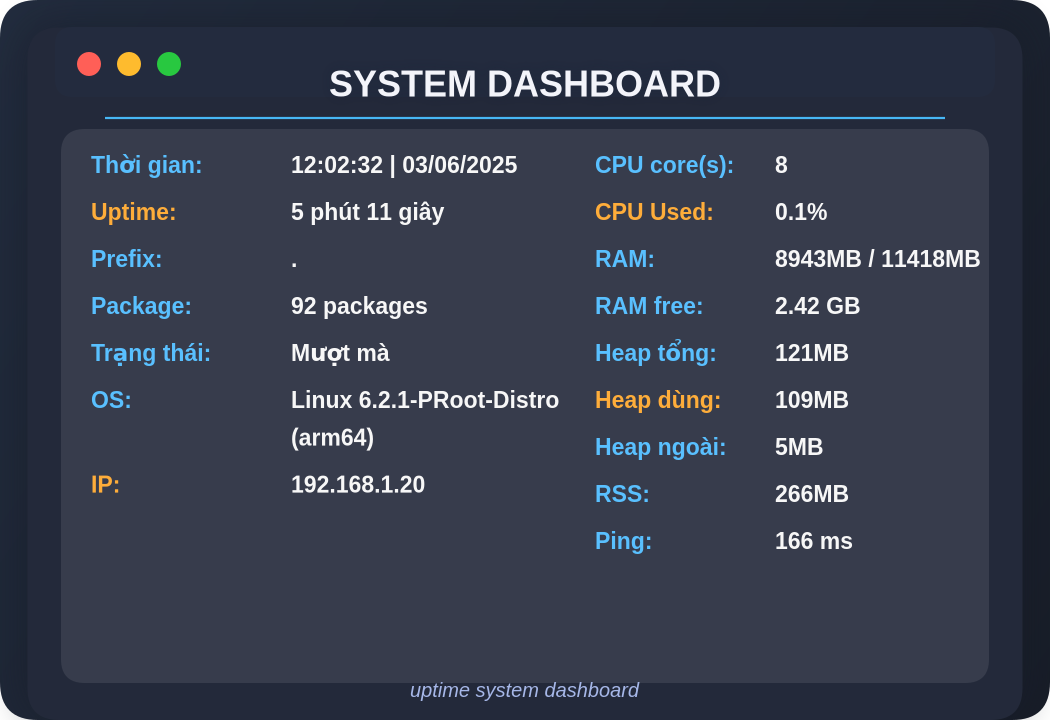 SYSTEM DASHBOARD
Thời gian: 12:02:32 | 03/06/2025
Uptime: 5 phút 11 giây
Prefix: .
Package: 92 packages
Trạng thái: Mượt mà
OS: Linux 6.2.1-PRoot-Distro
(arm64)
IP: 192.168.1.20
CPU core(s): 8
CPU Used: 0.1%
RAM: 8943MB / 11418MB
RAM free: 2.42 GB
Heap tổng: 121MB
Heap dùng: 109MB
Heap ngoài: 5MB
RSS: 266MB
Ping: 166 ms
uptime system dashboard